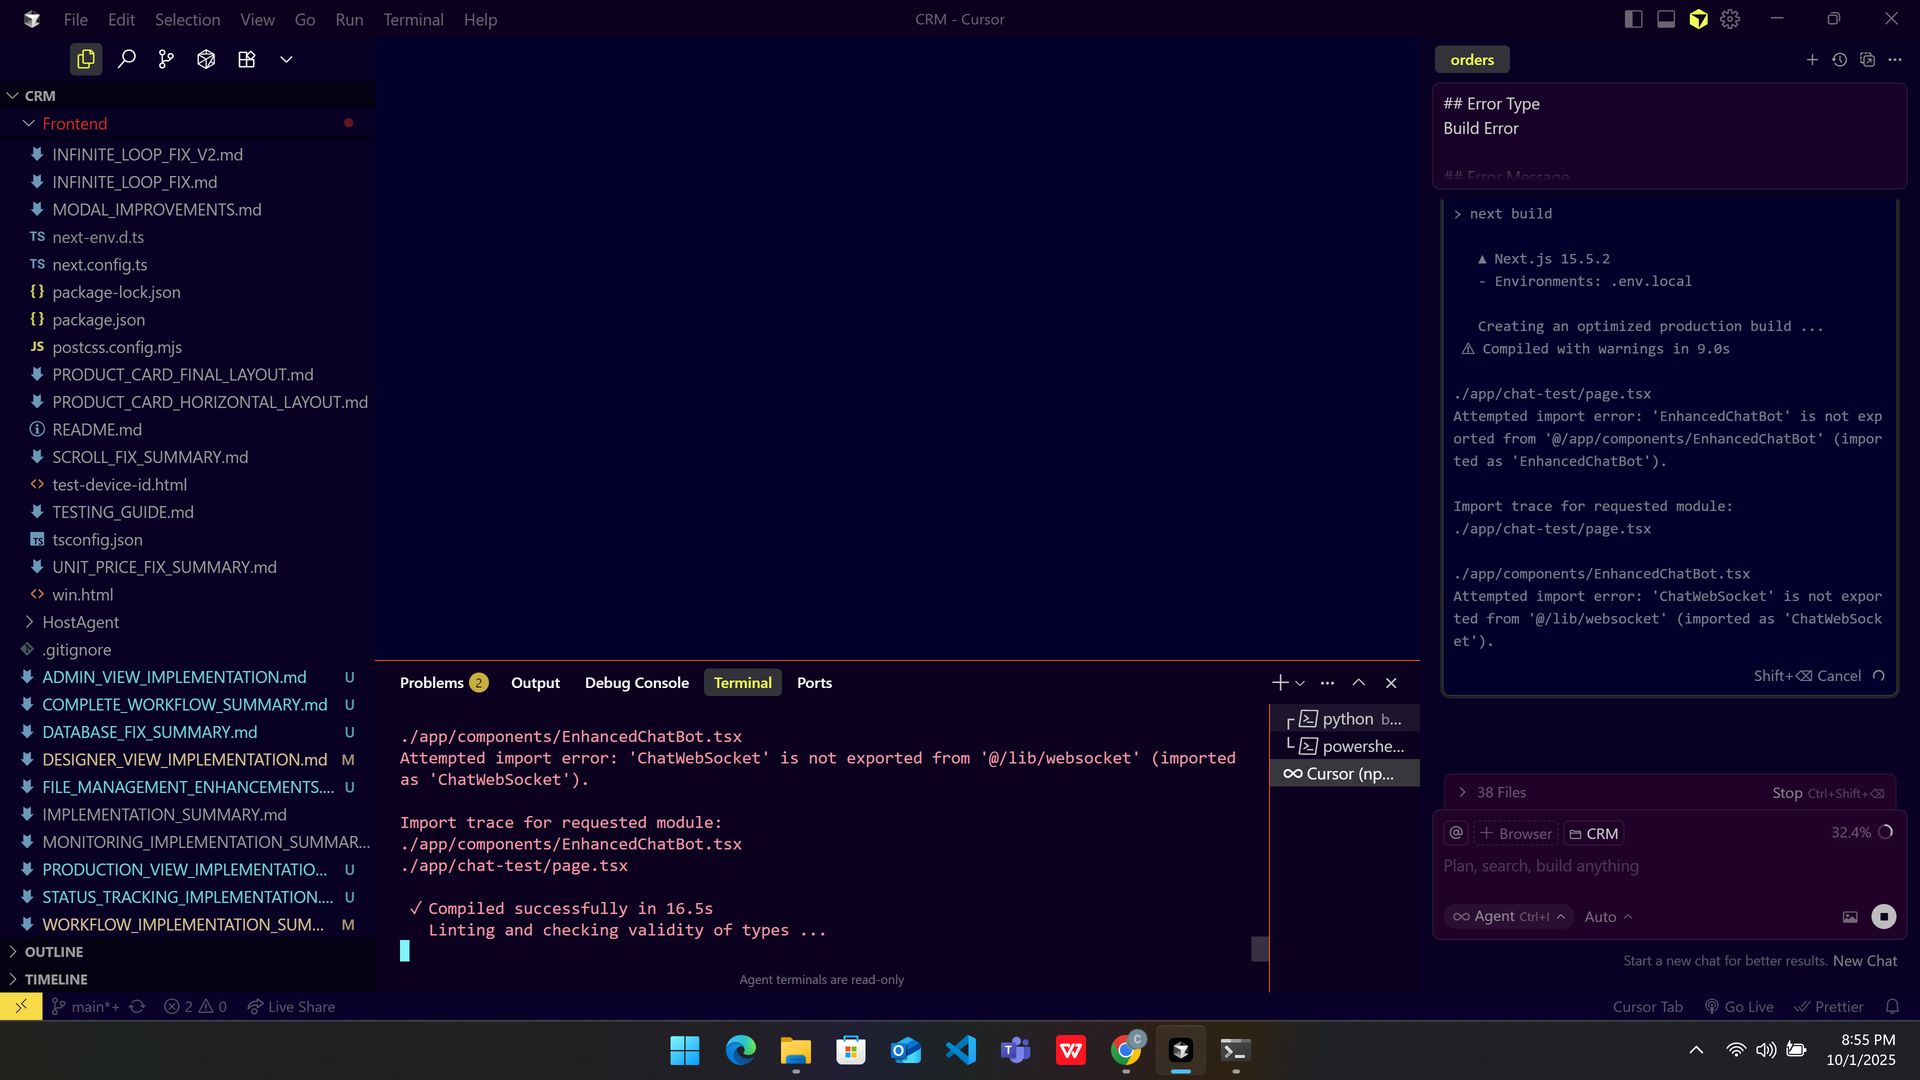 File Edit Selection View Go Run Terminal Help
CRM - Cursor
CRM
Frontend
INFINITE_LOOP_FIX_V2.md
INFINITE_LOOP_FIX.md
MODAL_IMPROVEMENTS.md
TS next-env.d.ts
TS next.config.ts
{} package-lock.json
{} package.json
JS postcss.config.mjs
PRODUCT_CARD_FINAL_LAYOUT.md
PRODUCT_CARD_HORIZONTAL_LAYOUT.md
README.md
SCROLL_FIX_SUMMARY.md
<> test-device-id.html
TESTING_GUIDE.md
TS tsconfig.json
UNIT_PRICE_FIX_SUMMARY.md
<> win.html
HostAgent
.gitignore
ADMIN_VIEW_IMPLEMENTATION.md U
COMPLETE_WORKFLOW_SUMMARY.md U
DATABASE_FIX_SUMMARY.md U
DESIGNER_VIEW_IMPLEMENTATION.md M
FILE_MANAGEMENT_ENHANCEMENTS.... U
IMPLEMENTATION_SUMMARY.md
MONITORING_IMPLEMENTATION_SUMMAR...
PRODUCTION_VIEW_IMPLEMENTATIO... U
STATUS_TRACKING_IMPLEMENTATION.... U
WORKFLOW_IMPLEMENTATION_SUM... M
OUTLINE
TIMELINE
Problems 2 Output Debug Console Terminal Ports
./app/components/EnhancedChatBot.tsx
Attempted import error: 'ChatWebSocket' is not exported from '@/lib/websocket' (imported
as 'ChatWebSocket').
Import trace for requested module:
./app/components/EnhancedChatBot.tsx
./app/chat-test/page.tsx
✓ Compiled successfully in 16.5s
Linting and checking validity of types ...
Agent terminals are read-only
python b...
powershe...
Cursor (np...
orders
## Error Type
Build Error
## Error Message
> next build
▲ Next.js 15.5.2
- Environments: .env.local
Creating an optimized production build ...
⚠ Compiled with warnings in 9.0s
./app/chat-test/page.tsx
Attempted import error: 'EnhancedChatBot' is not exp
orted from '@/app/components/EnhancedChatBot' (impor
ted as 'EnhancedChatBot').
Import trace for requested module:
./app/chat-test/page.tsx
./app/components/EnhancedChatBot.tsx
Attempted import error: 'ChatWebSocket' is not expor
ted from '@/lib/websocket' (imported as 'ChatWebSock
et').
Shift+⌫ Cancel
> 38 Files Stop Ctrl+Shift+⌫
@ + Browser CRM 32.4%
Plan, search, build anything
∞ Agent Ctrl+I Auto
Start a new chat for better results. New Chat
main*+ 2 0 Live Share
Cursor Tab Go Live Prettier
8:55 PM
10/1/2025